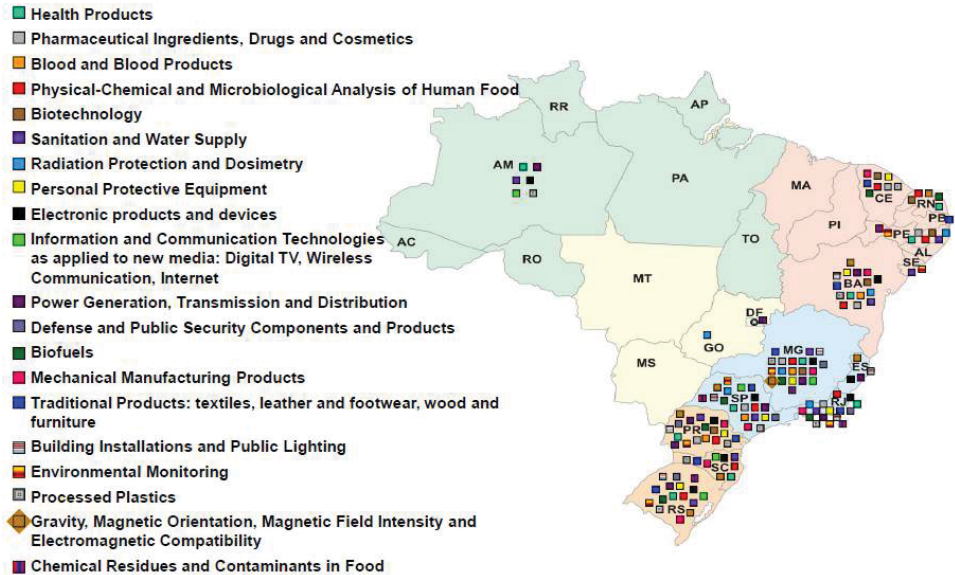 Health Products
Pharmaceutical Ingredients, Drugs and Cosmetics
Blood and Blood Products
Physical-Chemical and Microbiological Analysis of Human Food
Biotechnology
Sanitation and Water Supply
Radiation Protection and Dosimetry
Personal Protective Equipment
Electronic products and devices
Information and Communication Technologies
as applied to new media: Digital TV, Wireless
Communication, Internet
Power Generation, Transmission and Distribution
Defense and Public Security Components and Products
Biofuels
Mechanical Manufacturing Products
Traditional Products: textiles, leather and footwear, wood and
furniture
Building Installations and Public Lighting
Environmental Monitoring
Processed Plastics
Gravity, Magnetic Orientation, Magnetic Field Intensity and
Electromagnetic Compatibility
Chemical Residues and Contaminants in Food
RR
AP
AM
PA
MA
CE
RN
PB
PI
PE
AL
SE
AC
RO
TO
BA
MT
DF
GO
MG
ES
MS
SP
RJ
PR
SC
RS